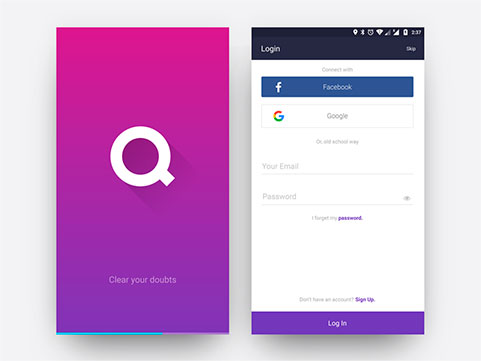 Q
Clear your doubts
2:37
Login
Skip
Connect with
f
Facebook
G
Google
Or, old school way
Your Email
Password
I forget my password.
Don't have an account? Sign Up.
Log In